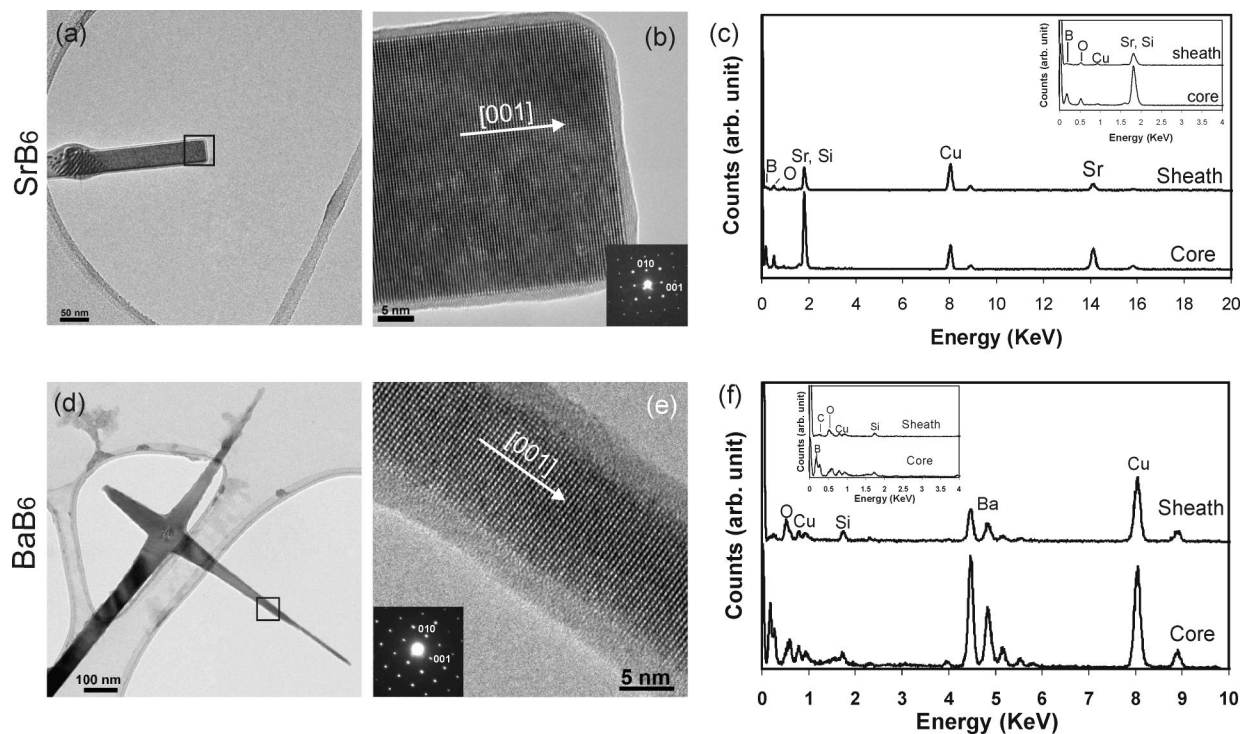 SrB6
(a)
50 nm
(b)
[001]
010
001
5 nm
(c)
Counts (arb. unit)
B
O
Sr, Si
Cu
Sr
Sheath
Core
0 2 4 6 8 10 12 14 16 18 20
Energy (KeV)
Counts (arb. unit)
B
O
Cu
Sr, Si
sheath
core
0 0.5 1 1.5 2 2.5 3 3.5 4
Energy (KeV)
BaB6
(d)
100 nm
(e)
[001]
010
001
5 nm
(f)
Counts (arb. unit)
O
Cu
Si
Ba
Cu
Sheath
Core
0 1 2 3 4 5 6 7 8 9 10
Energy (KeV)
Counts (arb. unit)
C
O
Cu
Si
Sheath
B
Core
0 0.5 1 1.5 2 2.5 3 3.5 4
Energy (KeV)